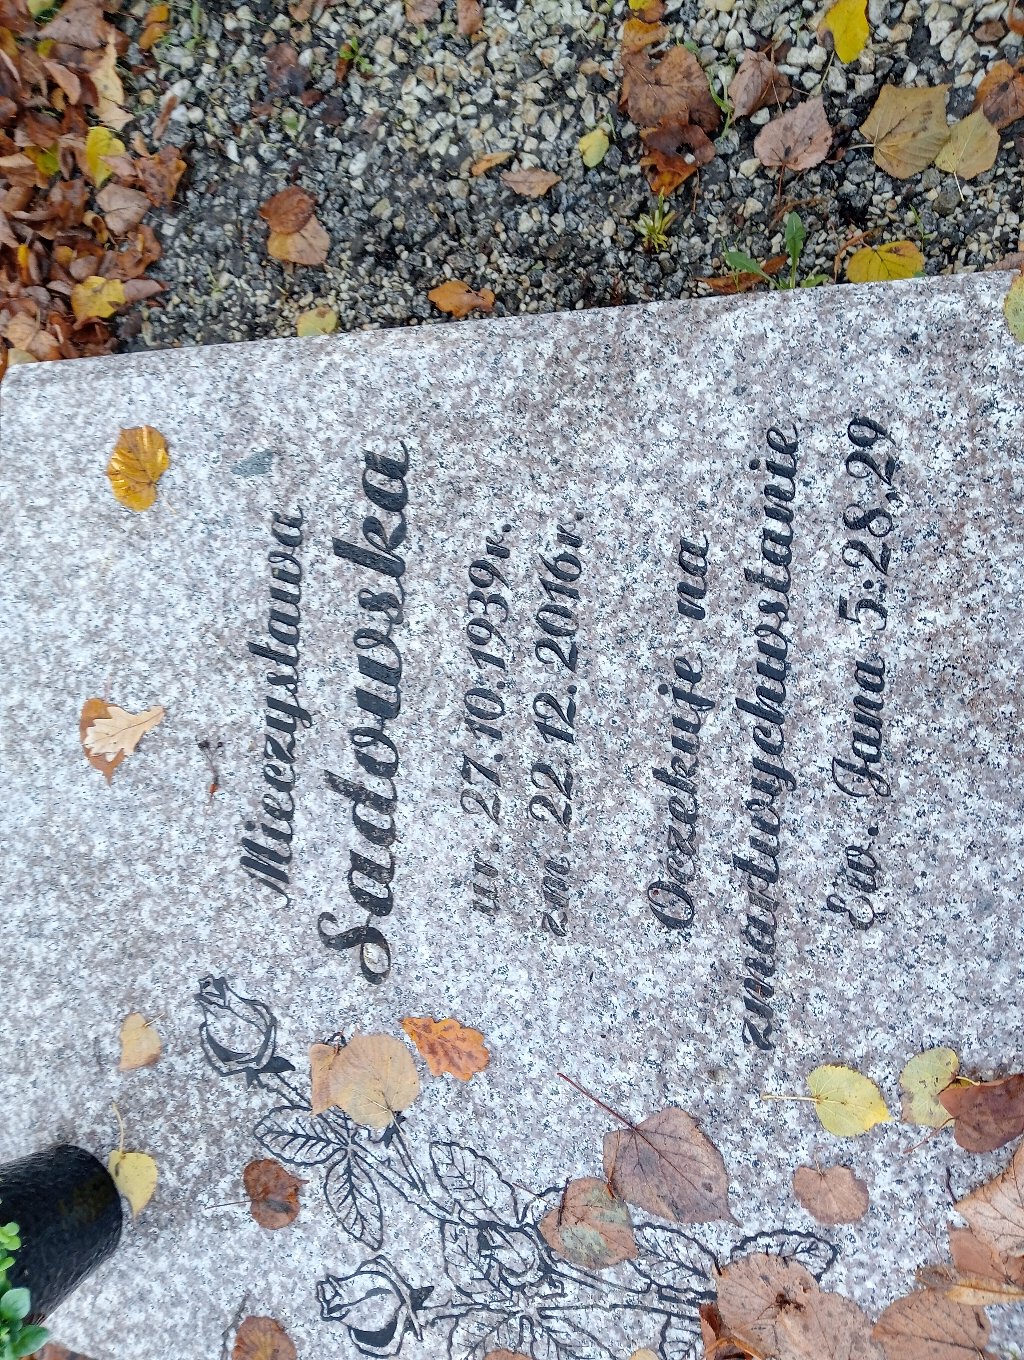 Mieczysława
Sadowska
ur. 27.10.1939r.
zm. 22.12.2016r.
Oczekuje na
zmartwychwstanie
Ew. Jana 5:28,29